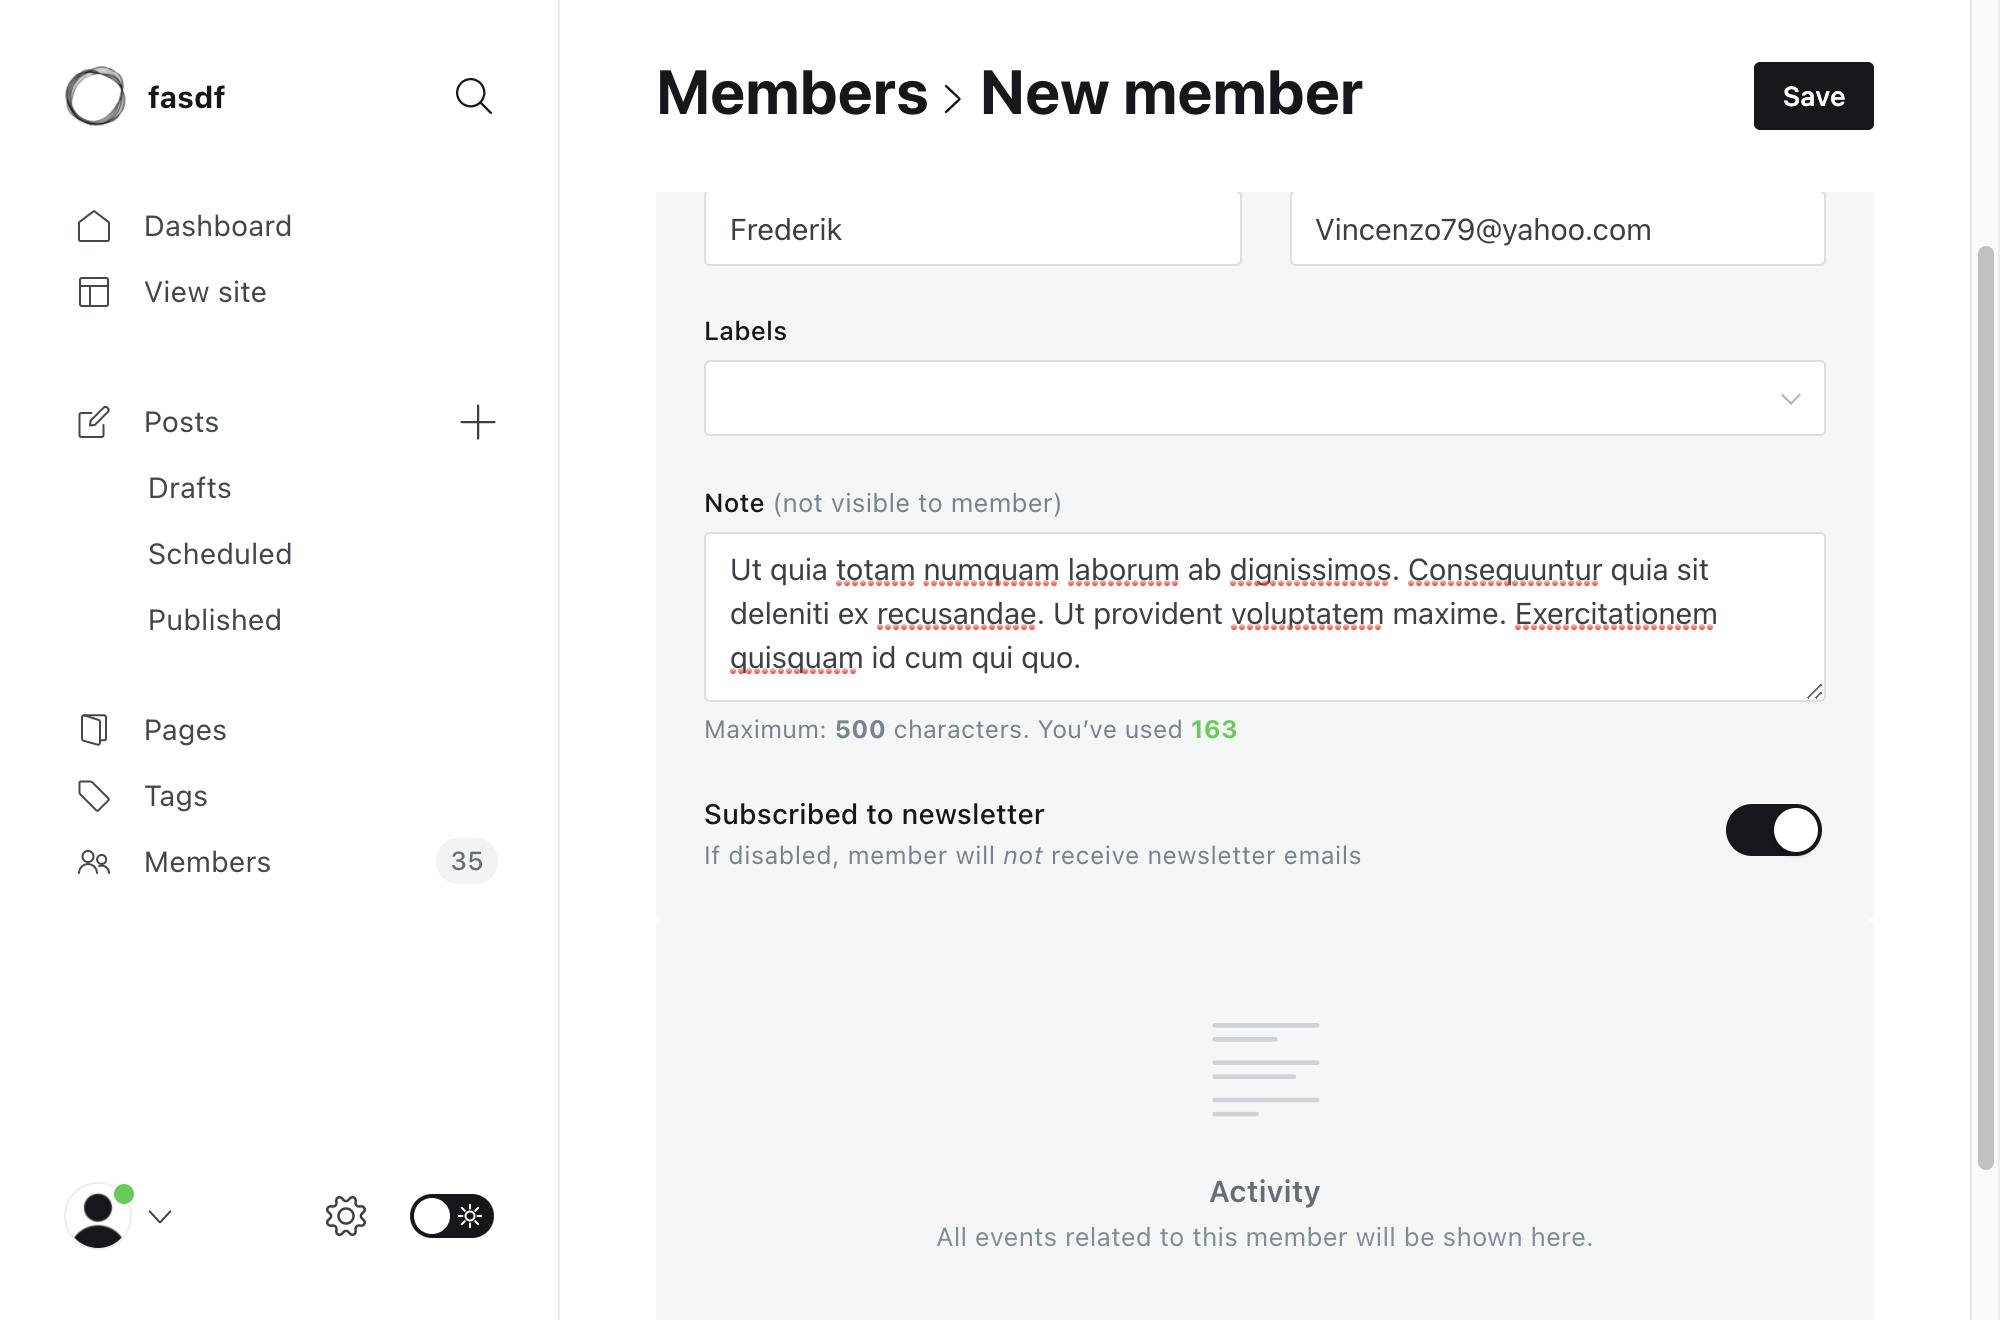 fasdf
Dashboard
View site
Posts
Drafts
Scheduled
Published
Pages
Tags
Members
35
Members › New member
Save
Frederik
Vincenzo79@yahoo.com
Labels
Note (not visible to member)
Ut quia totam numquam laborum ab dignissimos. Consequuntur quia sit
deleniti ex recusandae. Ut provident voluptatem maxime. Exercitationem
quisquam id cum qui quo.
Maximum: 500 characters. You’ve used 163
Subscribed to newsletter
If disabled, member will not receive newsletter emails
Activity
All events related to this member will be shown here.